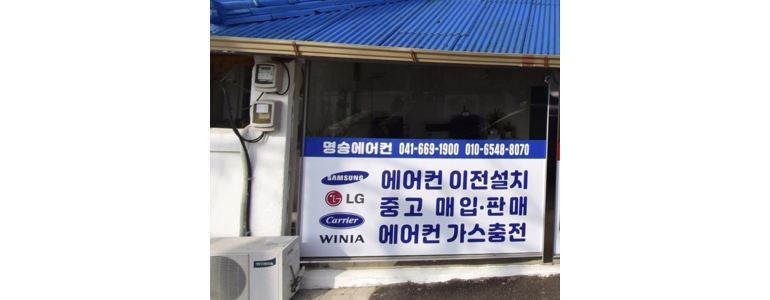 명승에어컨 041-669-1900 010-6548-8070
SAMSUNG 에어컨 이전설치
LG 중고 매입·판매
Carrier
WINIA 에어컨 가스충전